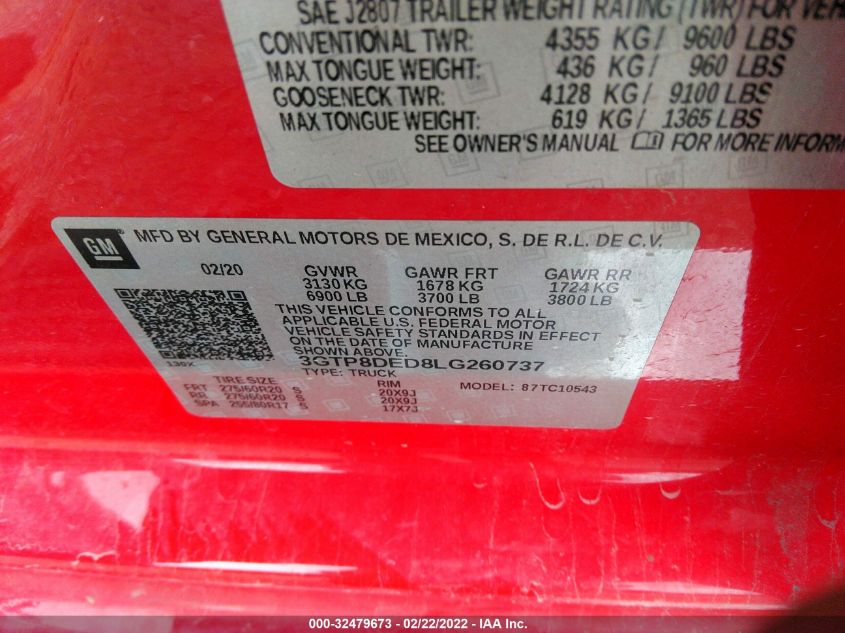 SAE J2807 TRAILER WEIGHT RATING (TWR) FOR
CONVENTIONAL TWR: 4355 KG / 9600 LBS
MAX TONGUE WEIGHT: 436 KG / 960 LBS
GOOSENECK TWR: 4128 KG / 9100 LBS
MAX TONGUE WEIGHT: 619 KG / 1365 LBS
SEE OWNER'S MANUAL FOR MORE INFORM
GM MFD BY GENERAL MOTORS DE MEXICO, S. DE R.L. DE C.V.
02/20 GVWR GAWR FRT GAWR RR
3130 KG 1678 KG 1724 KG
6900 LB 3700 LB 3800 LB
THIS VEHICLE CONFORMS TO ALL
APPLICABLE U.S. FEDERAL MOTOR
VEHICLE SAFETY STANDARDS IN EFFECT
ON THE DATE OF MANUFACTURE
SHOWN ABOVE.
130X 3GTP8DED8LG260737
TYPE: TRUCK MODEL: 87TC10543
TIRE SIZE RIM
FRT 275/60R20 S 20X9J
RR 275/60R20 S 20X9J
SPA 255/80R17 S 17X7J
000-32479673 - 02/22/2022 - IAA Inc.